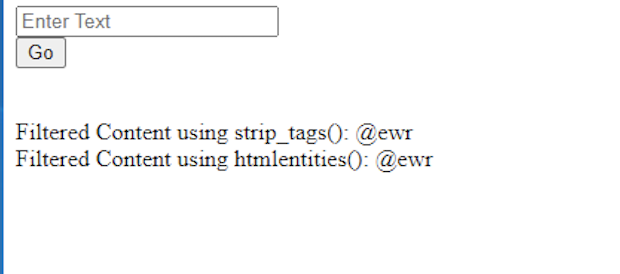 Enter Text
Go
Filtered Content using strip_tags(): @ewr
Filtered Content using htmlentities(): @ewr